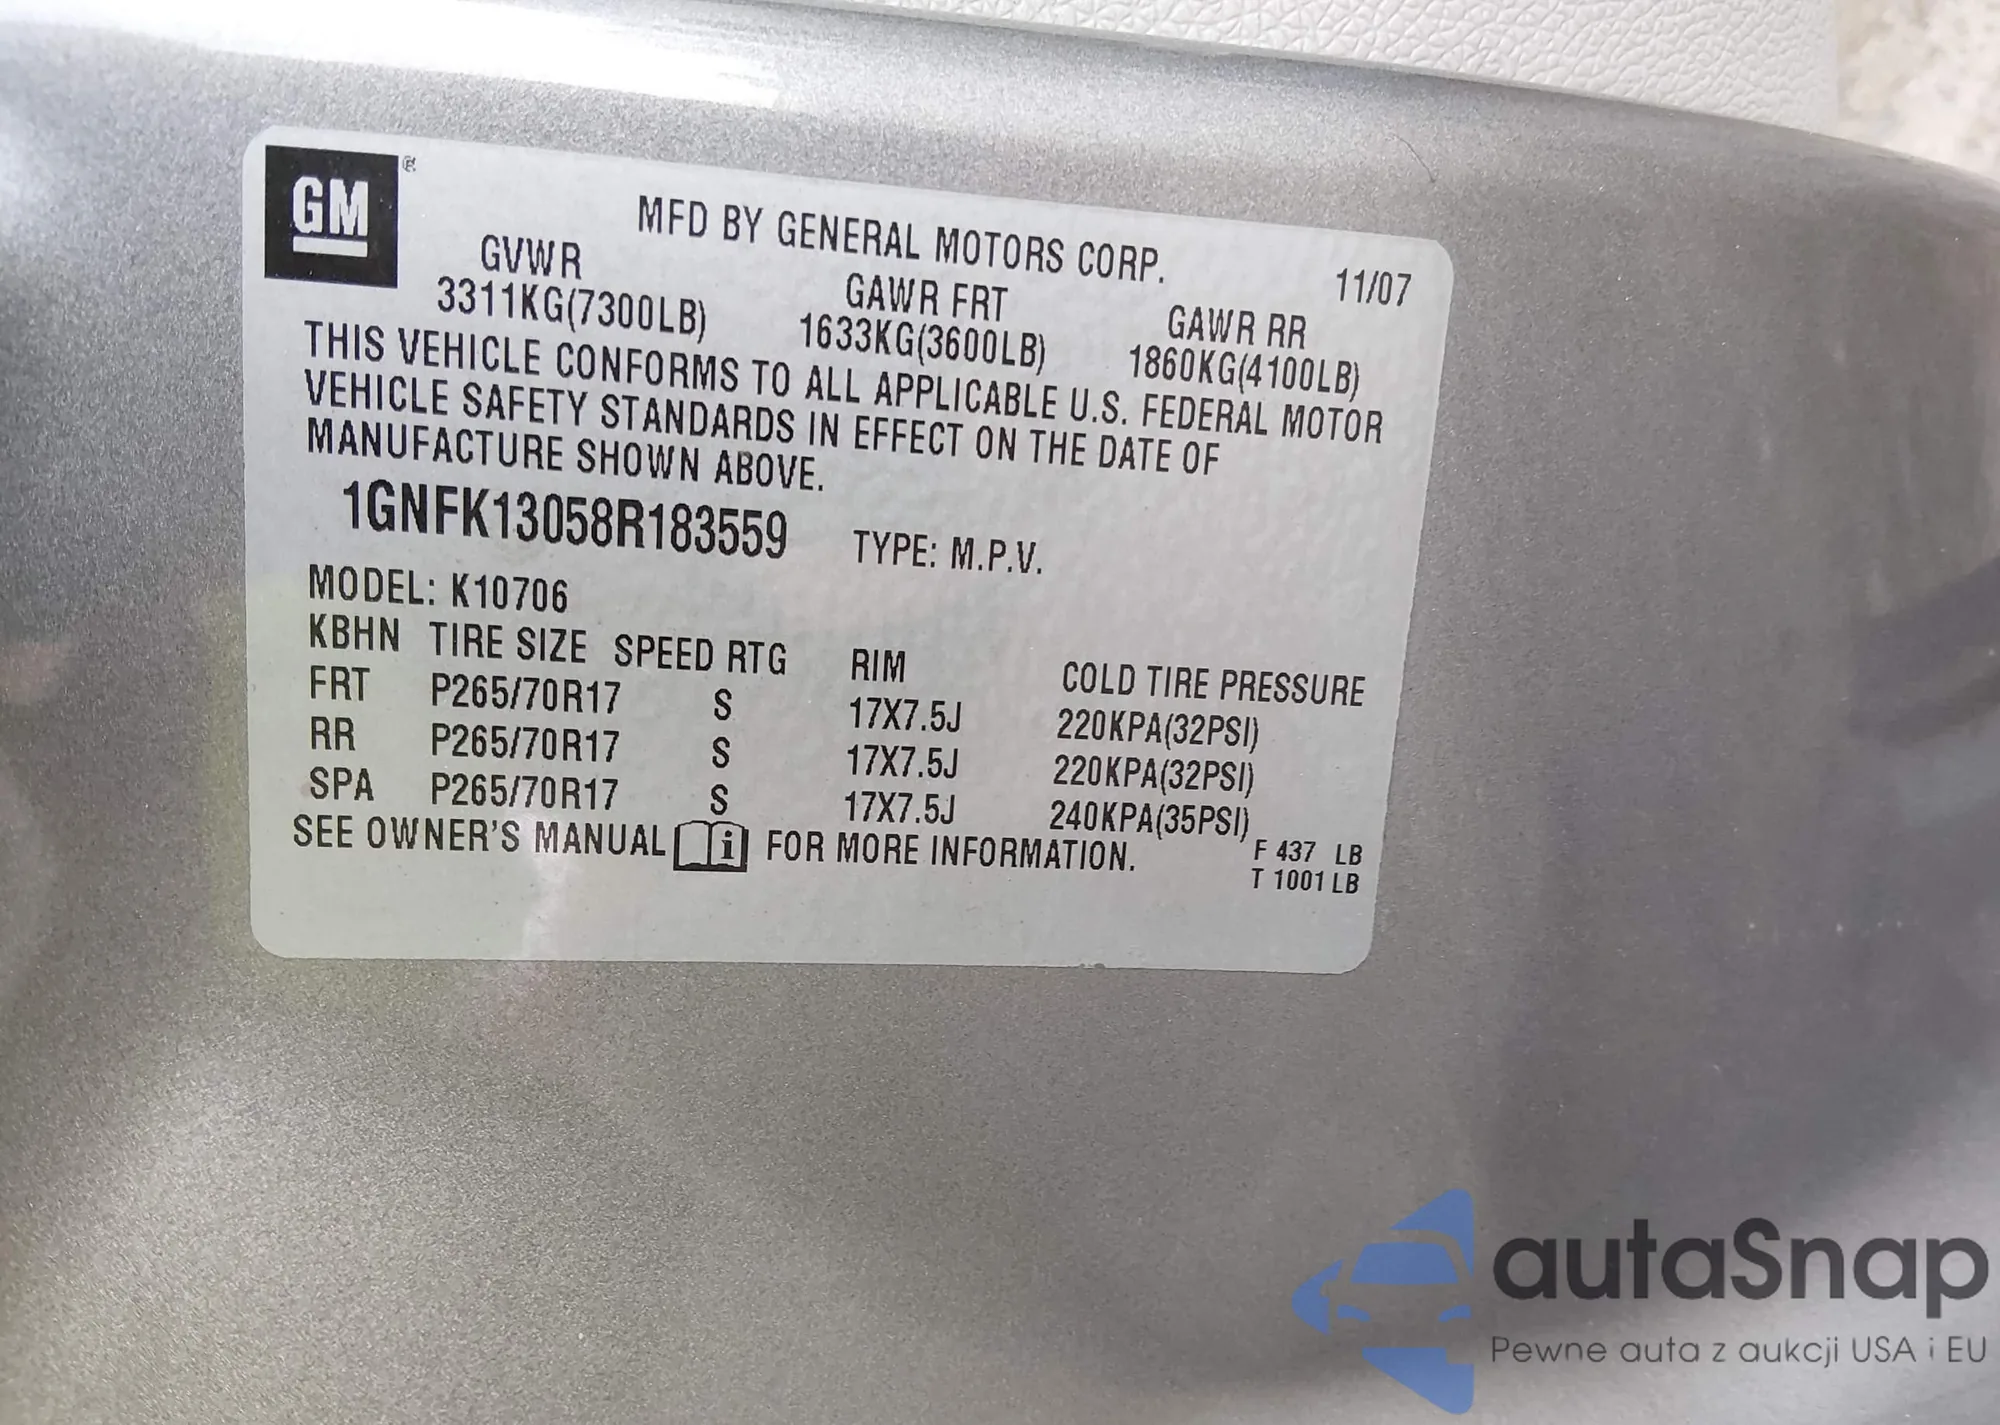 GM
MFD BY GENERAL MOTORS CORP. 11/07
GVWR GAWR FRT GAWR RR
3311KG(7300LB) 1633KG(3600LB) 1860KG(4100LB)
THIS VEHICLE CONFORMS TO ALL APPLICABLE U.S. FEDERAL MOTOR
VEHICLE SAFETY STANDARDS IN EFFECT ON THE DATE OF
MANUFACTURE SHOWN ABOVE.
1GNFK13058R183559 TYPE: M.P.V.
MODEL: K10706
KBHN TIRE SIZE SPEED RTG RIM COLD TIRE PRESSURE
FRT P265/70R17 S 17X7.5J 220KPA(32PSI)
RR P265/70R17 S 17X7.5J 220KPA(32PSI)
SPA P265/70R17 S 17X7.5J 240KPA(35PSI)
SEE OWNER'S MANUAL i FOR MORE INFORMATION.
F 437 LB
T 1001 LB
autaSnap
Pewne auta z aukcji USA i EU